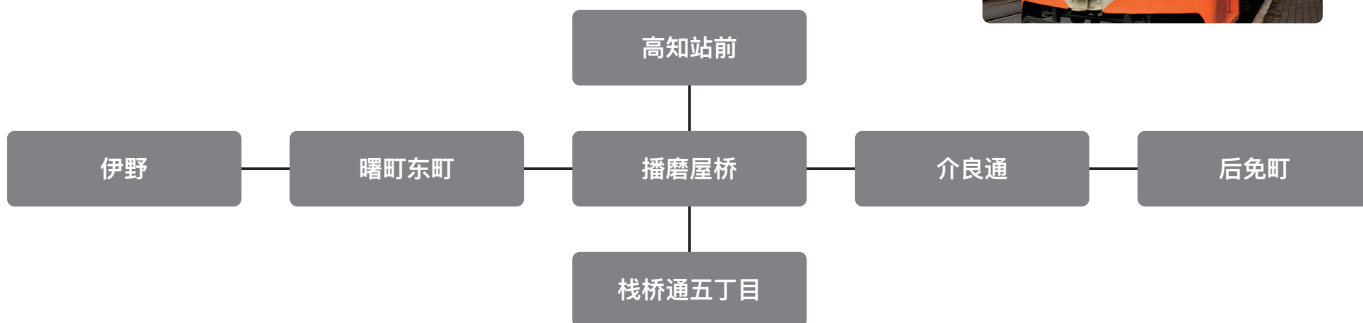 高知站前
伊野
曙町东町
播磨屋桥
介良通
后免町
栈桥通五丁目